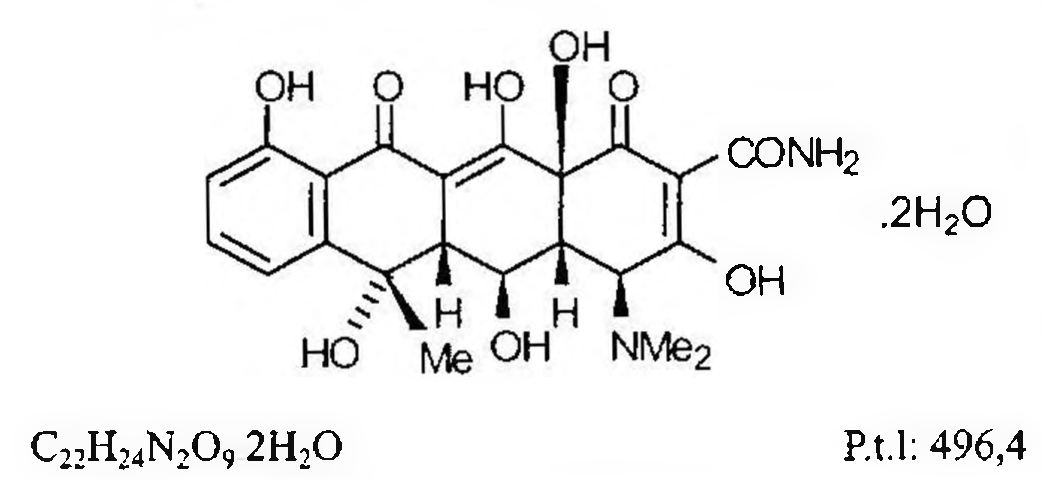 OH
OH O HO O
CONH₂
.2H₂O
OH
H H
HO Me OH NMe₂
C₂₂H₂₄N₂O₉ 2H₂O P.t.l: 496,4